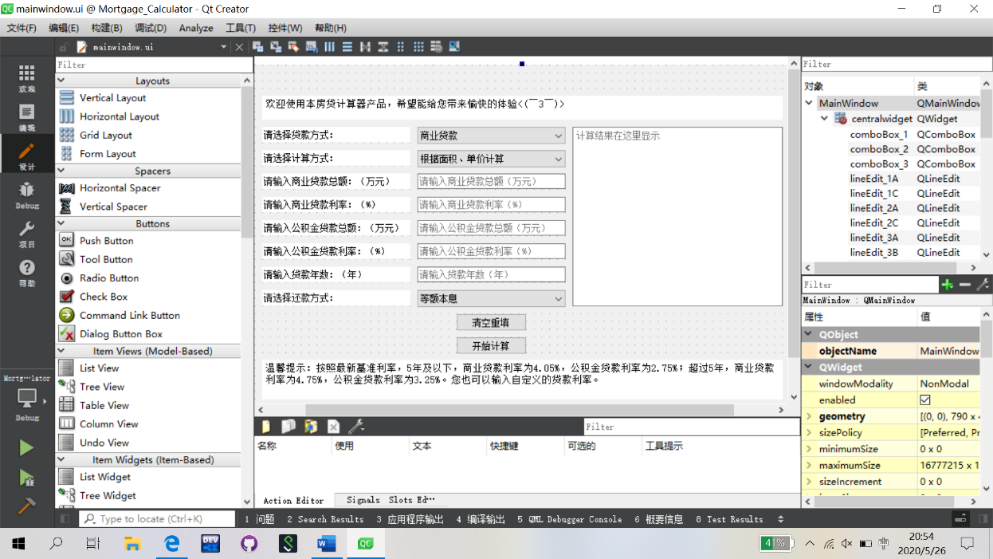 mainwindow.ui @ Mortgage_Calculator - Qt Creator
文件(F) 编辑(E) 构建(B) 调试(D) Analyze 工具(T) 控件(W) 帮助(H)
mainwindow.ui
Filter
Layouts
Vertical Layout
Horizontal Layout
Grid Layout
Form Layout
Spacers
Horizontal Spacer
Vertical Spacer
Buttons
Push Button
Tool Button
Radio Button
Check Box
Command Link Button
Dialog Button Box
Item Views (Model-Based)
List View
Tree View
Table View
Column View
Undo View
Item Widgets (Item-Based)
List Widget
Tree Widget
欢迎
编辑
设计
Debug
项目
帮助
Mortg…lator
Debug
欢迎使用本房贷计算器产品，希望能给您带来愉快的体验<(￣3￣)>
请选择贷款方式： 商业贷款
请选择计算方式： 根据面积、单价计算
请输入商业贷款总额：（万元） 请输入商业贷款总额（万元）
请输入商业贷款利率：（%） 请输入商业贷款利率（%）
请输入公积金贷款总额：（万元） 请输入公积金贷款总额（万元）
请输入公积金贷款利率：（%） 请输入公积金贷款利率（%）
请输入贷款年数：（年） 请输入贷款年数（年）
请选择还款方式： 等额本息
计算结果在这里显示
清空重填
开始计算
温馨提示：按照最新基准利率，5年及以下，商业贷款利率为4.05%，公积金贷款利率为2.75%；超过5年，商业贷款
利率为4.75%，公积金贷款利率为3.25%。您也可以输入自定义的贷款利率。
Filter
名称 使用 文本 快捷键 可选的 工具提示
Action Editor Signals Slots Ed…
Filter
对象 类
MainWindow QMainWindow
centralwidget QWidget
comboBox_1 QComboBox
comboBox_2 QComboBox
comboBox_3 QComboBox
lineEdit_1A QLineEdit
lineEdit_1C QLineEdit
lineEdit_2A QLineEdit
lineEdit_2C QLineEdit
lineEdit_3A QLineEdit
lineEdit_3B QLineEdit
Filter
MainWindow : QMainWindow
属性 值
QObject
objectName MainWindow
QWidget
windowModality NonModal
enabled
geometry [(0, 0), 790 x 4
sizePolicy [Preferred, Pr
minimumSize 0 x 0
maximumSize 16777215 x 1
sizeIncrement 0 x 0
Type to locate (Ctrl+K) 1 问题 2 Search Results 3 应用程序输出 4 编译输出 5 QML Debugger Console 6 概要信息 8 Test Results
41% 中 20:54
2020/5/26